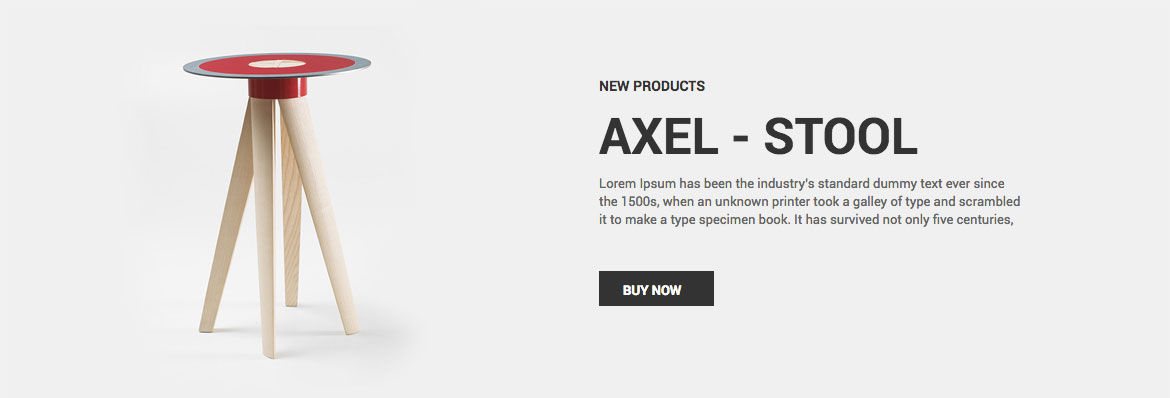 NEW PRODUCTS
AXEL - STOOL
Lorem Ipsum has been the industry's standard dummy text ever since
the 1500s, when an unknown printer took a galley of type and scrambled
it to make a type specimen book. It has survived not only five centuries,
BUY NOW